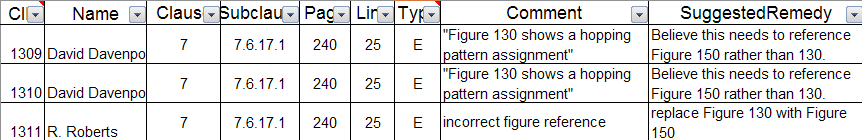 CI Name Claus Subclaus Pag Lin Typ Comment SuggestedRemedy
1309 David Davenpo 7 7.6.17.1 240 25 E "Figure 130 shows a hopping pattern assignment" Believe this needs to reference Figure 150 rather than 130.
1310 David Davenpo 7 7.6.17.1 240 25 E "Figure 130 shows a hopping pattern assignment" Believe this needs to reference Figure 150 rather than 130.
1311 R. Roberts 7 7.6.17.1 240 25 E incorrect figure reference replace Figure 130 with Figure 150